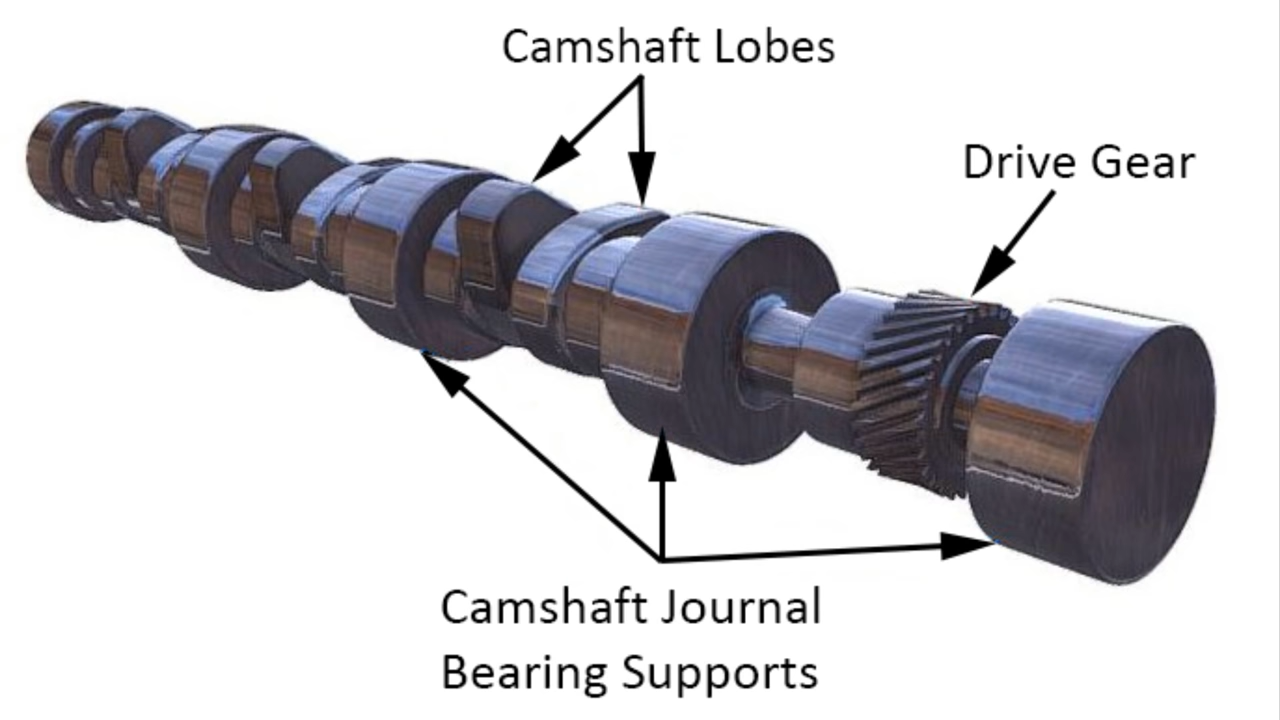 Camshaft Lobes
Drive Gear
Camshaft Journal
Bearing Supports